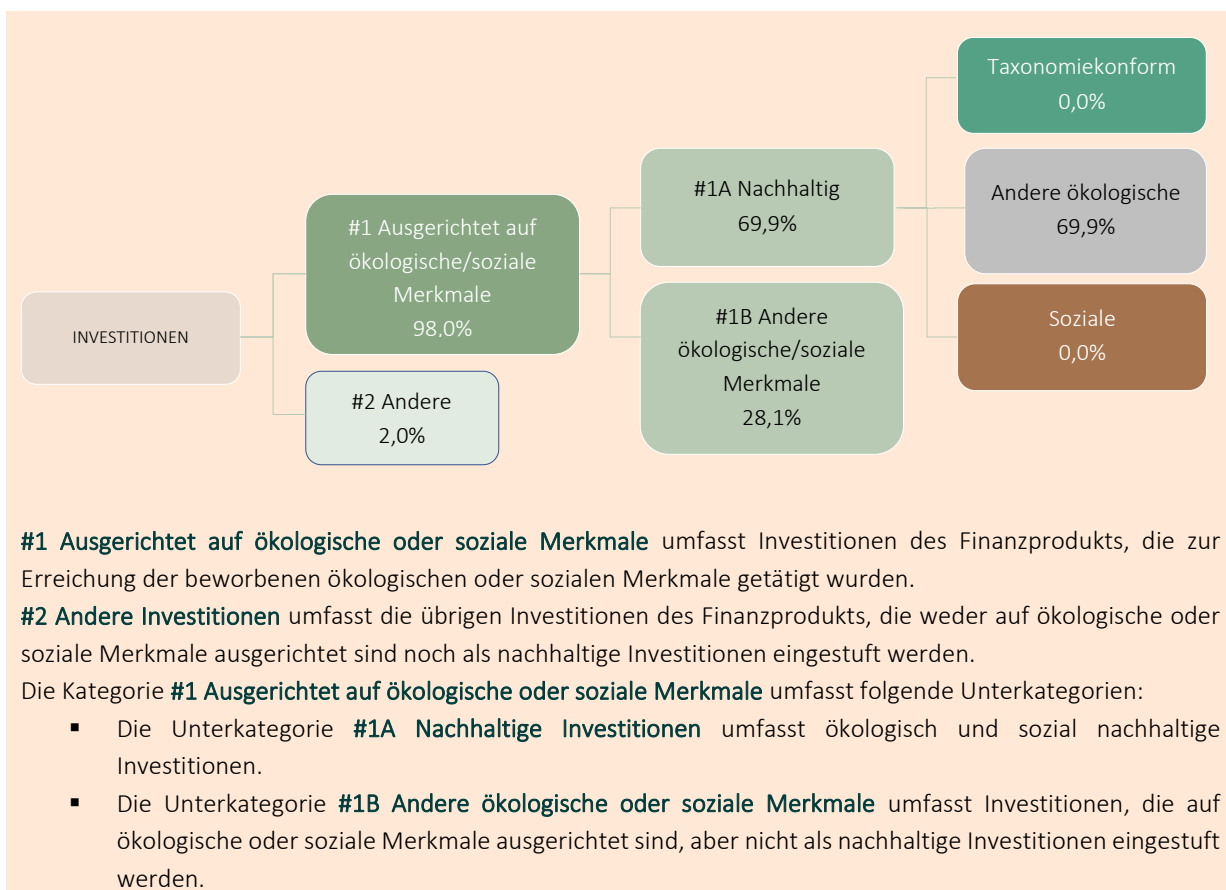 INVESTITIONEN
#1 Ausgerichtet auf
ökologische/soziale
Merkmale
98,0%
#2 Andere
2,0%
#1A Nachhaltig
69,9%
#1B Andere
ökologische/soziale
Merkmale
28,1%
Taxonomiekonform
0,0%
Andere ökologische
69,9%
Soziale
0,0%
#1 Ausgerichtet auf ökologische oder soziale Merkmale umfasst Investitionen des Finanzprodukts, die zur
Erreichung der beworbenen ökologischen oder sozialen Merkmale getätigt wurden.
#2 Andere Investitionen umfasst die übrigen Investitionen des Finanzprodukts, die weder auf ökologische oder
soziale Merkmale ausgerichtet sind noch als nachhaltige Investitionen eingestuft werden.
Die Kategorie #1 Ausgerichtet auf ökologische oder soziale Merkmale umfasst folgende Unterkategorien:
▪ Die Unterkategorie #1A Nachhaltige Investitionen umfasst ökologisch und sozial nachhaltige
Investitionen.
▪ Die Unterkategorie #1B Andere ökologische oder soziale Merkmale umfasst Investitionen, die auf
ökologische oder soziale Merkmale ausgerichtet sind, aber nicht als nachhaltige Investitionen eingestuft
werden.